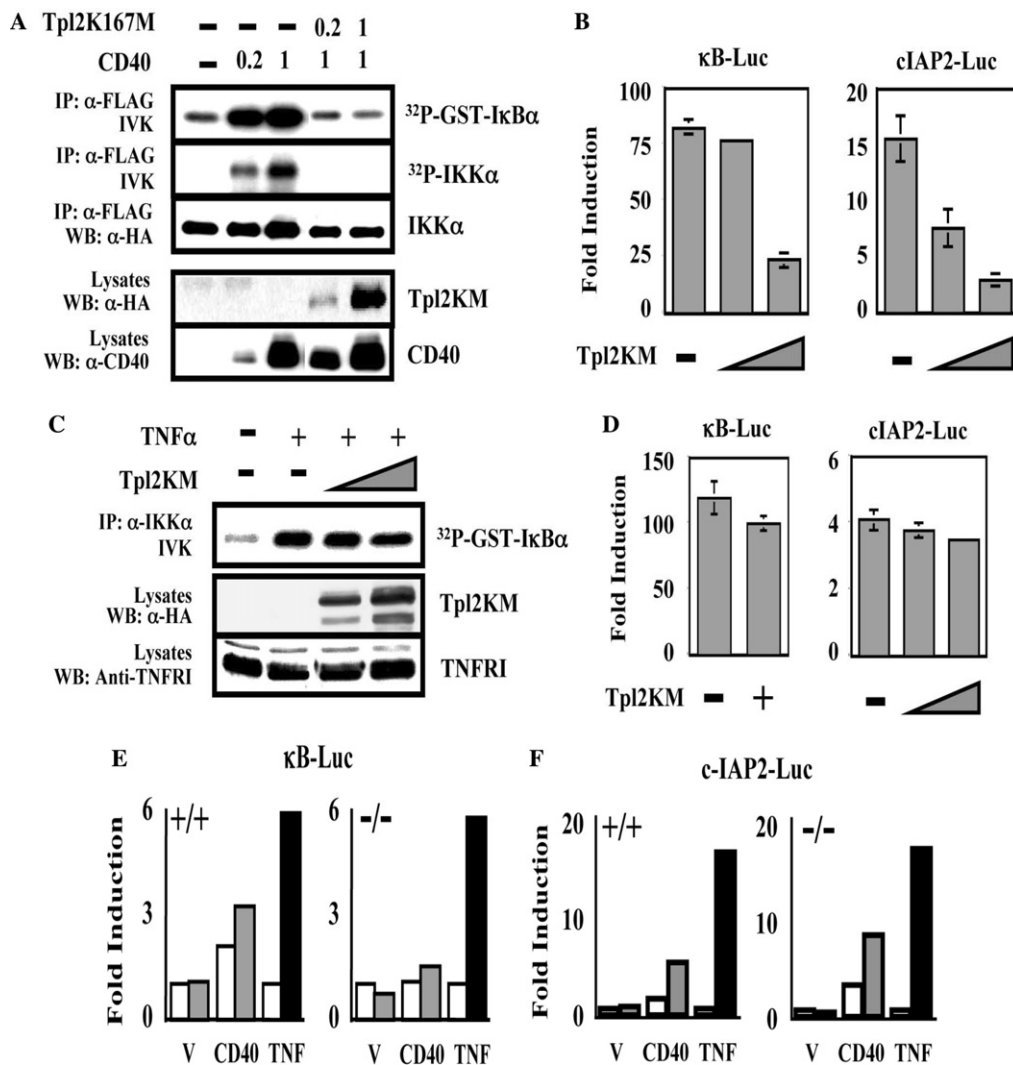 A
Tpl2K167M - - - 0.2 1
CD40 - 0.2 1 1 1
IP: α-FLAG
IVK
³²P-GST-IκBα
IP: α-FLAG
IVK
³²P-IKKα
IP: α-FLAG
WB: α-HA
IKKα
Lysates
WB: α-HA
Tpl2KM
Lysates
WB: α-CD40
CD40
B
κB-Luc
cIAP2-Luc
Fold Induction
100
75
50
25
0
20
15
10
5
0
Tpl2KM - -
C
TNFα - + + +
Tpl2KM - -
IP: α-IKKα
IVK
³²P-GST-IκBα
Lysates
WB: α-HA
Tpl2KM
Lysates
WB: Anti-TNFRI
TNFRI
D
κB-Luc
cIAP2-Luc
Fold Induction
150
100
50
0
6
4
2
0
Tpl2KM - + -
E
κB-Luc
Fold Induction
+/+
6
3
0
V CD40 TNF
-/-
6
3
0
V CD40 TNF
F
c-IAP2-Luc
Fold Induction
+/+
20
10
0
V CD40 TNF
-/-
20
10
0
V CD40 TNF